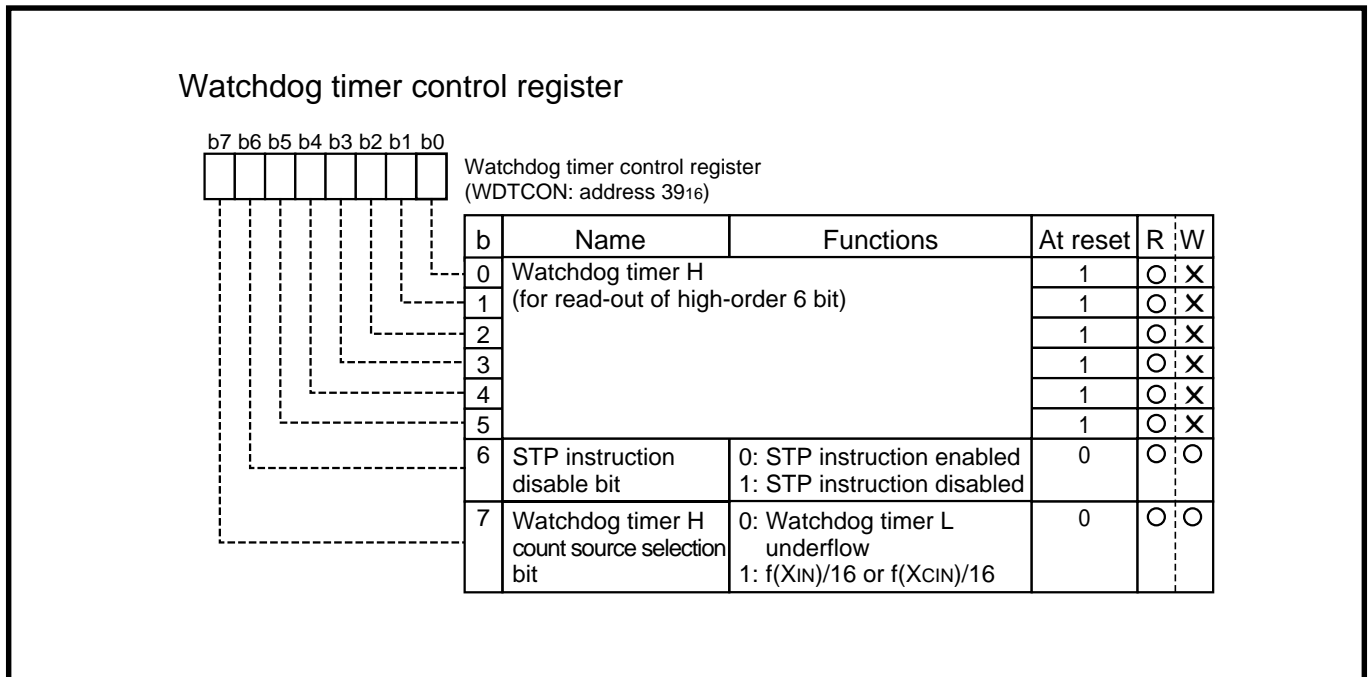 Watchdog timer control register
b7 b6 b5 b4 b3 b2 b1 b0
Watchdog timer control register
(WDTCON: address 3916)
b Name Functions At reset R W
0 Watchdog timer H 1 O X
1 (for read-out of high-order 6 bit) 1 O X
2 1 O X
3 1 O X
4 1 O X
5 1 O X
6 STP instruction 0: STP instruction enabled 0 O O
disable bit 1: STP instruction disabled
7 Watchdog timer H 0: Watchdog timer L 0 O O
count source selection underflow
bit 1: f(XIN)/16 or f(XCIN)/16